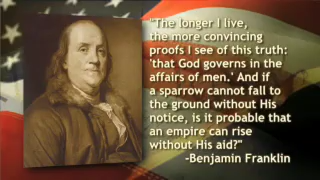 "The longer I live,
the more convincing
proofs I see of this truth:
'that God governs in the
affairs of men.' And if
a sparrow cannot fall to
the ground without His
notice, is it probable that
an empire can rise
without His aid?"
-Benjamin Franklin